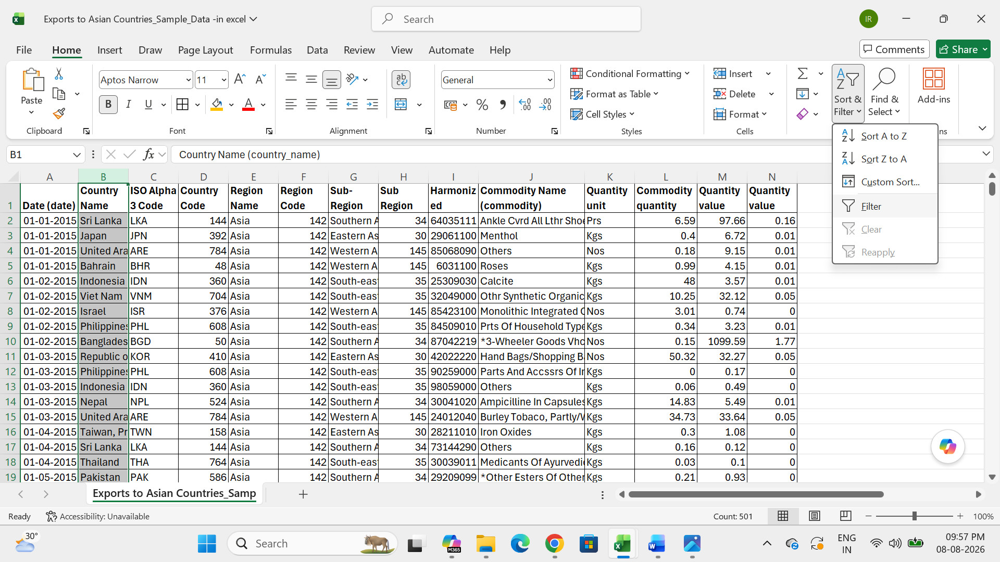 Exports to Asian Countries_Sample_Data -in excel
Search
IR
File Home Insert Draw Page Layout Formulas Data Review View Automate Help
Comments Share
Paste
Clipboard
Aptos Narrow 11
B I U
Font
ab
Alignment
General
% , .00 .00
Number
Conditional Formatting
Format as Table
Cell Styles
Styles
Insert
Delete
Format
Cells
Sort & Filter
Find & Select
Add-ins
ns
Sort A to Z
Sort Z to A
Custom Sort...
Filter
Clear
Reapply
B1 fx Country Name (country_name)
A B C D E F G H I J K L M N
Country ISO Alpha Country Region Region Sub- Sub Harmoniz Commodity Name Quantity Commodity Quantity Quantity
1 Date (date) Name 3 Code Code Name Code Region Region ed (commodity) unit quantity value value
2 01-01-2015 Sri Lanka LKA 144 Asia 142 Southern A 34 64035111 Ankle Cvrd All Lthr Shoe Prs 6.59 97.66 0.16
3 01-01-2015 Japan JPN 392 Asia 142 Eastern As 30 29061100 Menthol Kgs 0.4 6.72 0.01
4 01-01-2015 United Ara ARE 784 Asia 142 Western A 145 85068090 Others Nos 0.18 9.15 0.01
5 01-01-2015 Bahrain BHR 48 Asia 142 Western A 145 6031100 Roses Kgs 0.99 4.15 0.01
6 01-02-2015 Indonesia IDN 360 Asia 142 South-east 35 25309030 Calcite Kgs 48 3.57 0.01
7 01-02-2015 Viet Nam VNM 704 Asia 142 South-east 35 32049000 Othr Synthetic Organic Kgs 10.25 32.12 0.05
8 01-02-2015 Israel ISR 376 Asia 142 Western A 145 85423100 Monolithic Integrated C Nos 3.01 0.74 0
9 01-02-2015 Philippines PHL 608 Asia 142 South-east 35 84509010 Prts Of Household Type Kgs 0.34 3.23 0.01
10 01-02-2015 Banglades BGD 50 Asia 142 Southern A 34 87042219 *3-Wheeler Goods Vhc Nos 0.15 1099.59 1.77
11 01-03-2015 Republic o KOR 410 Asia 142 Eastern As 30 42022220 Hand Bags/Shopping B Nos 50.32 32.27 0.05
12 01-03-2015 Philippines PHL 608 Asia 142 South-east 35 90259000 Parts And Accssrs Of In Kgs 0 0.17 0
13 01-03-2015 Indonesia IDN 360 Asia 142 South-east 35 98059000 Others Kgs 0.06 0.49 0
14 01-03-2015 Nepal NPL 524 Asia 142 Southern A 34 30041020 Ampicilline In Capsules Kgs 14.83 5.49 0.01
15 01-03-2015 United Ara ARE 784 Asia 142 Western A 145 24012040 Burley Tobacco, Partly/V Kgs 34.73 33.64 0.05
16 01-04-2015 Taiwan, Pr TWN 158 Asia 142 Eastern As 30 28211010 Iron Oxides Kgs 0.3 1.08 0
17 01-04-2015 Sri Lanka LKA 144 Asia 142 Southern A 34 73144290 Others Kgs 0.16 0.12 0
18 01-04-2015 Thailand THA 764 Asia 142 South-east 35 30039011 Medicants Of Ayurvedi Kgs 0.03 0.1 0
19 01-05-2015 Pakistan PAK 586 Asia 142 Southern A 34 29209099 *Other Esters Of Other Kgs 0.21 0.93 0
Exports to Asian Countries_Samp
Ready Accessibility: Unavailable Count: 501 100%
30° Search M365 ENG 09:57 PM
IN 08-08-2026